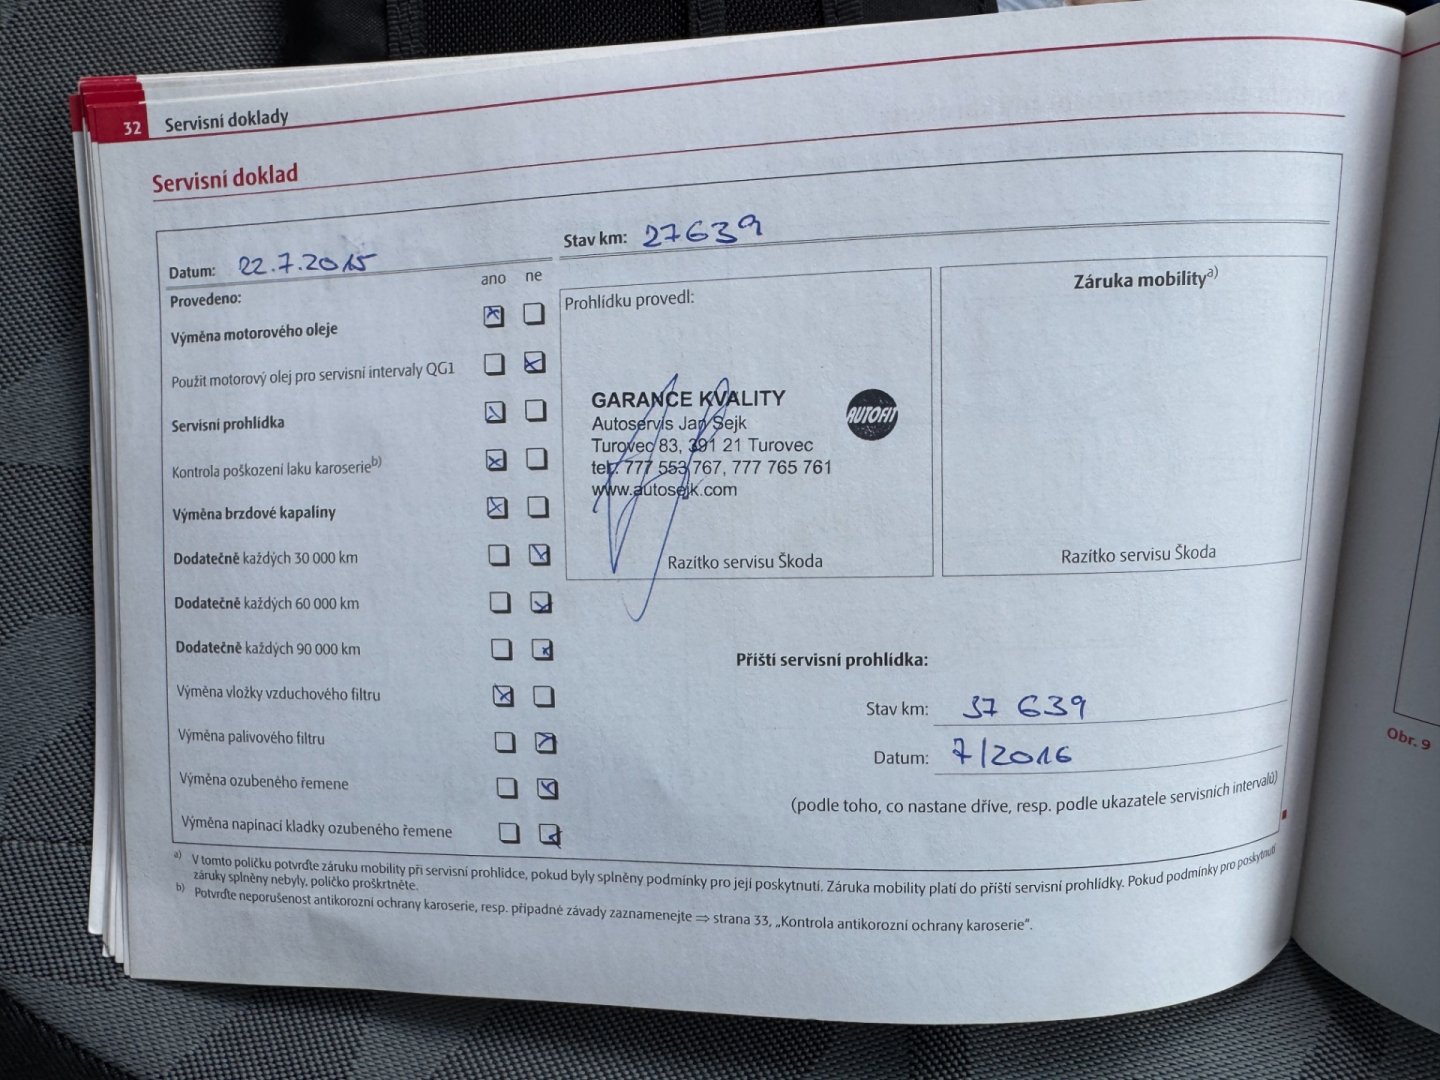 32 Servisní doklady
Servisní doklad
Datum: 22.7.2015
Stav km: 27639
Provedeno: ano ne
Výměna motorového oleje
Použit motorový olej pro servisní intervaly QG1
Servisní prohlídka
Kontrola poškození laku karoserieb)
Výměna brzdové kapaliny
Dodatečně každých 30 000 km
Dodatečně každých 60 000 km
Dodatečně každých 90 000 km
Výměna vložky vzduchového filtru
Výměna palivového filtru
Výměna ozubeného řemene
Výměna napínací kladky ozubeného řemene
Prohlídku provedl:
GARANCE KVALITY
Autoservis Jan Sejk
Turovec 83, 391 21 Turovec
tel. 777 553 767, 777 765 761
www.autosejk.com
AUTOFIT
Razítko servisu Škoda
Záruka mobilitya)
Razítko servisu Škoda
Příští servisní prohlídka:
Stav km: 37 639
Datum: 7/2016
(podle toho, co nastane dříve, resp. podle ukazatele servisních intervalů)
a) V tomto políčku potvrďte záruku mobility při servisní prohlídce, pokud byly splněny podmínky pro její poskytnutí. Záruka mobility platí do příští servisní prohlídky. Pokud podmínky pro poskytnutí
záruky splněny nebyly, políčko proškrtněte.
b) Potvrďte neporušenost antikorozní ochrany karoserie, resp. případné závady zaznamenejte ⇒ strana 33, „Kontrola antikorozní ochrany karoserie“.
Obr. 9